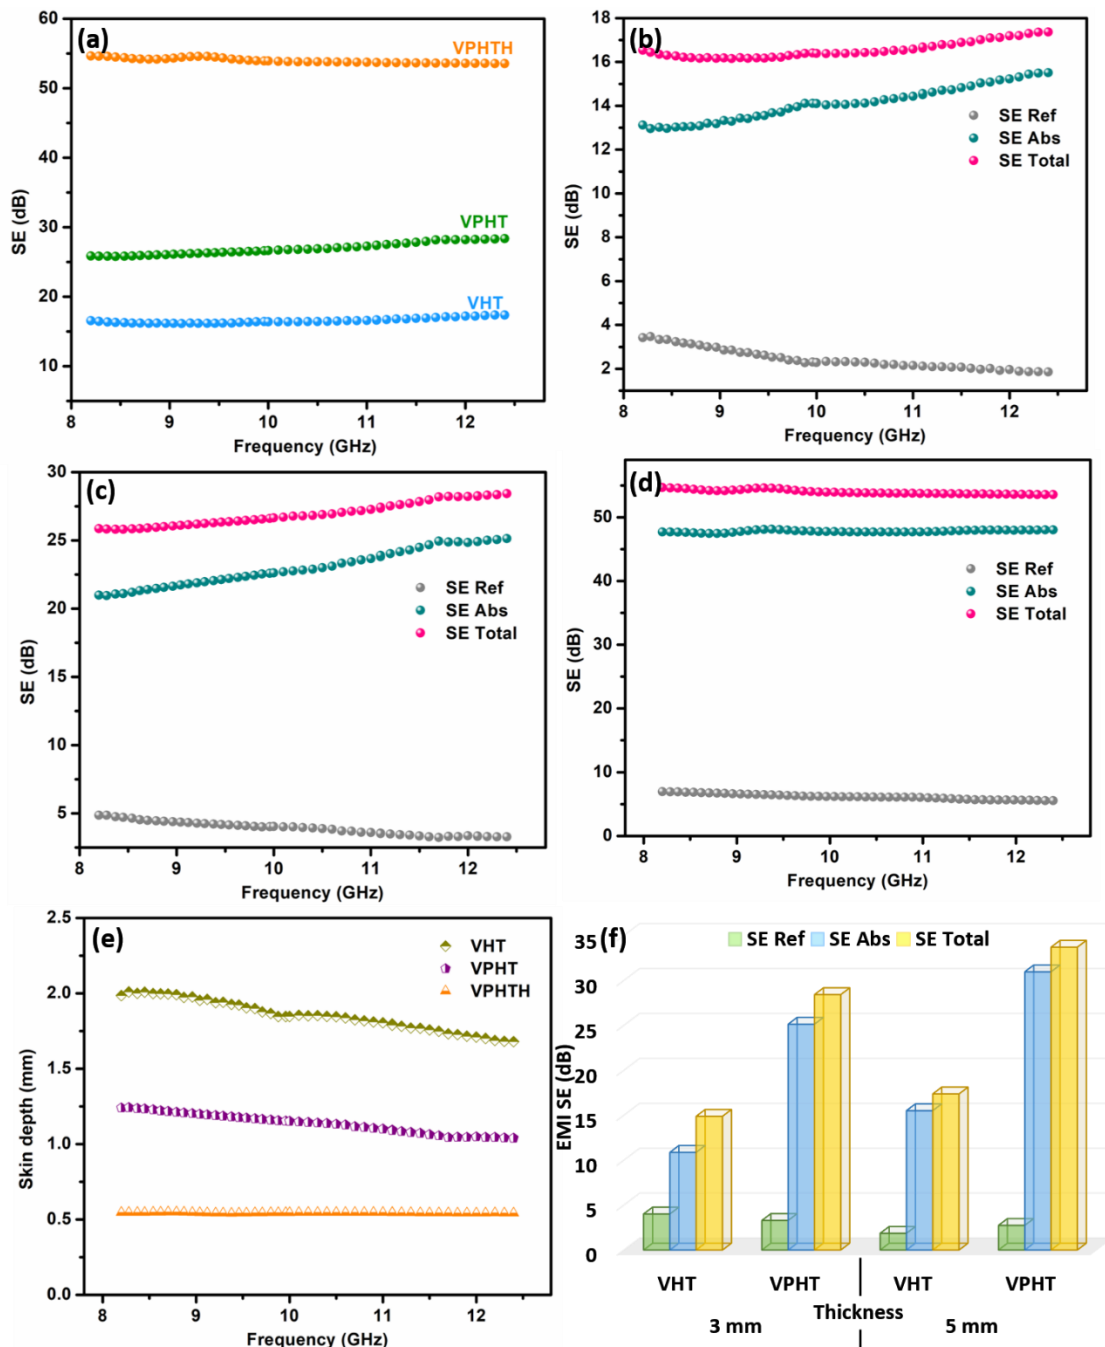 (a)
60
50
40
30
20
10
SE (dB)
VPHTH
VPHT
VHT
8 9 10 11 12
Frequency (GHz)
(b)
18
16
14
12
10
8
6
4
2
SE (dB)
SE Ref
SE Abs
SE Total
8 9 10 11 12
Frequency (GHz)
(c)
30
25
20
15
10
5
SE (dB)
SE Ref
SE Abs
SE Total
8 9 10 11 12
Frequency (GHz)
(d)
50
40
30
20
10
0
SE (dB)
SE Ref
SE Abs
SE Total
8 9 10 11 12
Frequency (GHz)
(e)
2.5
2.0
1.5
1.0
0.5
0.0
Skin depth (mm)
VHT
VPHT
VPHTH
8 9 10 11 12
Frequency (GHz)
(f)
SE Ref SE Abs SE Total
35
30
25
20
15
10
5
0
EMI SE (dB)
VHT VPHT VHT VPHT
Thickness
3 mm 5 mm